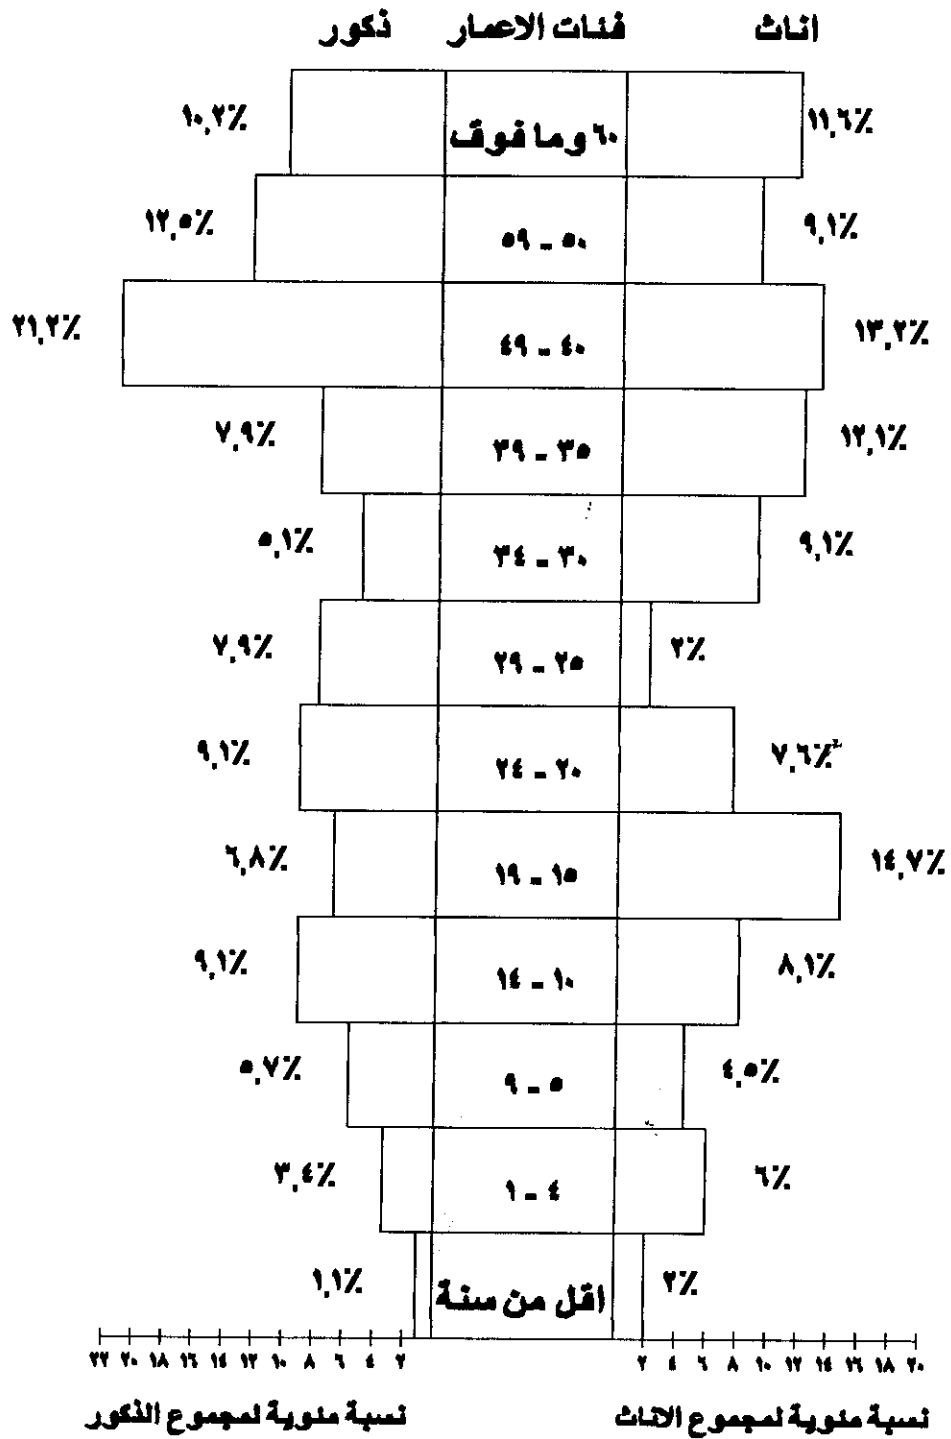 اناث فئات الاعمار ذكور
١١,٦٪ ٦٠ وما فوق ١٠,٢٪
٩,١٪ ٥٠ - ٥٩ ١٢,٥٪
١٣,٢٪ ٤٠ - ٤٩ ٢١,٢٪
١٢,١٪ ٣٥ - ٣٩ ٧,٩٪
٩,١٪ ٣٠ - ٣٤ ٥,١٪
٢٪ ٢٥ - ٢٩ ٧,٩٪
٧,٦٪ ٢٠ - ٢٤ ٩,١٪
١٤,٧٪ ١٥ - ١٩ ٦,٨٪
٨,١٪ ١٠ - ١٤ ٩,١٪
٤,٥٪ ٥ - ٩ ٥,٧٪
٦٪ ٤ - ١ ٣,٤٪
٢٪ اقل من سنة ١,١٪
٢٢ ٢٠ ١٨ ١٦ ١٤ ١٢ ١٠ ٨ ٦ ٤ ٢ ٢ ٤ ٦ ٨ ١٠ ١٢ ١٤ ١٦ ١٨ ٢٠
نسبة مئوية لمجموع الاناث نسبة مئوية لمجموع الذكور